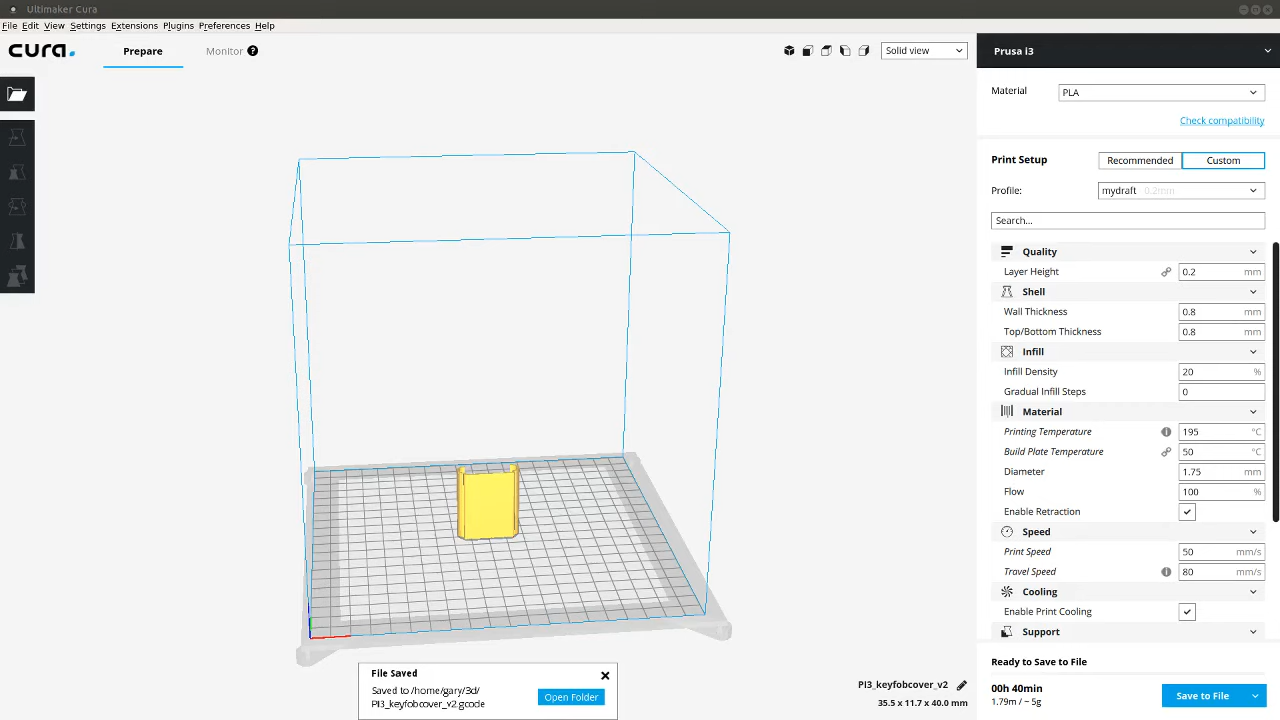 Ultimaker Cura
File Edit View Settings Extensions Plugins Preferences Help
cura. Prepare Monitor ? Solid view
Prusa i3
Material PLA
Check compatibility
Print Setup Recommended Custom
Profile: mydraft 0.2mm
Search...
Quality
Layer Height 0.2 mm
Shell
Wall Thickness 0.8 mm
Top/Bottom Thickness 0.8 mm
Infill
Infill Density 20 %
Gradual Infill Steps 0
Material
Printing Temperature 195 °C
Build Plate Temperature 50 °C
Diameter 1.75 mm
Flow 100 %
Enable Retraction
Speed
Print Speed 50 mm/s
Travel Speed 80 mm/s
Cooling
Enable Print Cooling
Support
File Saved
Saved to /home/gary/3d/
PI3_keyfobcover_v2.gcode
Open Folder
PI3_keyfobcover_v2
35.5 x 11.7 x 40.0 mm
Ready to Save to File
00h 40min
1.79m / ~ 5g
Save to File